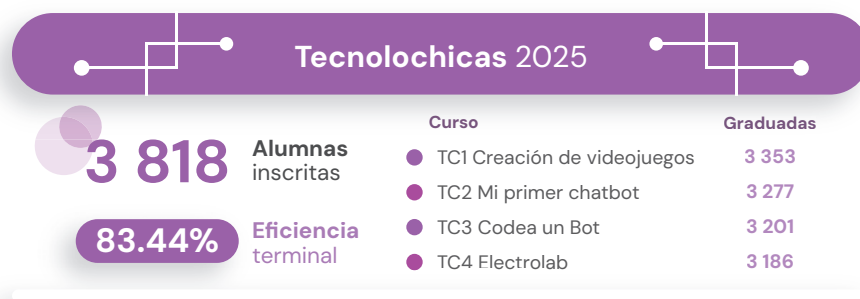 Tecnolochicas 2025
3 818
Alumnas
inscritas
83.44%
Eficiencia
terminal
Curso Graduadas
TC1 Creación de videojuegos 3 353
TC2 Mi primer chatbot 3 277
TC3 Codea un Bot 3 201
TC4 Electrolab 3 186